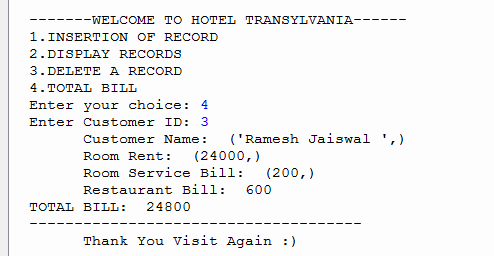 -------WELCOME TO HOTEL TRANSYLVANIA------
1.INSERTION OF RECORD
2.DISPLAY RECORDS
3.DELETE A RECORD
4.TOTAL BILL
Enter your choice: 4
Enter Customer ID: 3
Customer Name:  ('Ramesh Jaiswal ',)
Room Rent:  (24000,)
Room Service Bill:  (200,)
Restaurant Bill:  600
TOTAL BILL:  24800
-------------------------------------
Thank You Visit Again :)